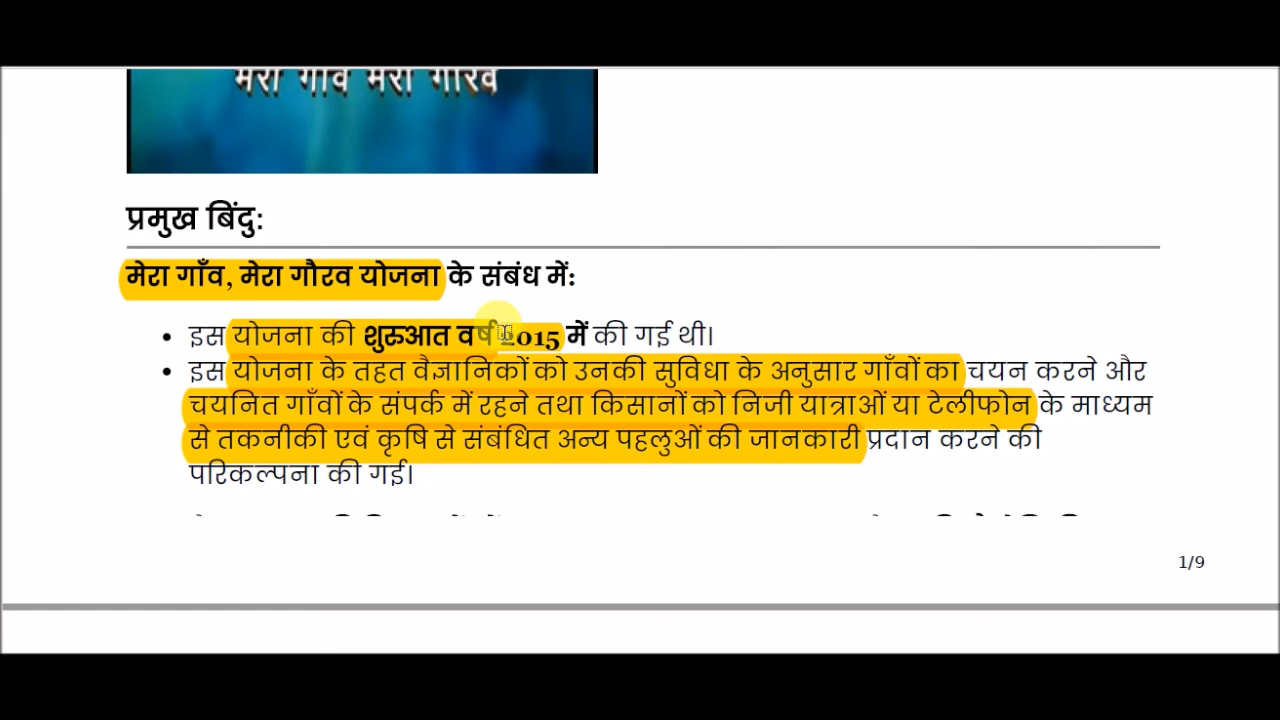 मेरा गाँव मेरा गौरव
प्रमुख बिंदु:
मेरा गाँव, मेरा गौरव योजना के संबंध में:
• इस योजना की शुरुआत वर्ष 2015 में की गई थी।
• इस योजना के तहत वैज्ञानिकों को उनकी सुविधा के अनुसार गाँवों का चयन करने और
चयनित गाँवों के संपर्क में रहने तथा किसानों को निजी यात्राओं या टेलीफोन के माध्यम
से तकनीकी एवं कृषि से संबंधित अन्य पहलुओं की जानकारी प्रदान करने की
परिकल्पना की गई।
1/9